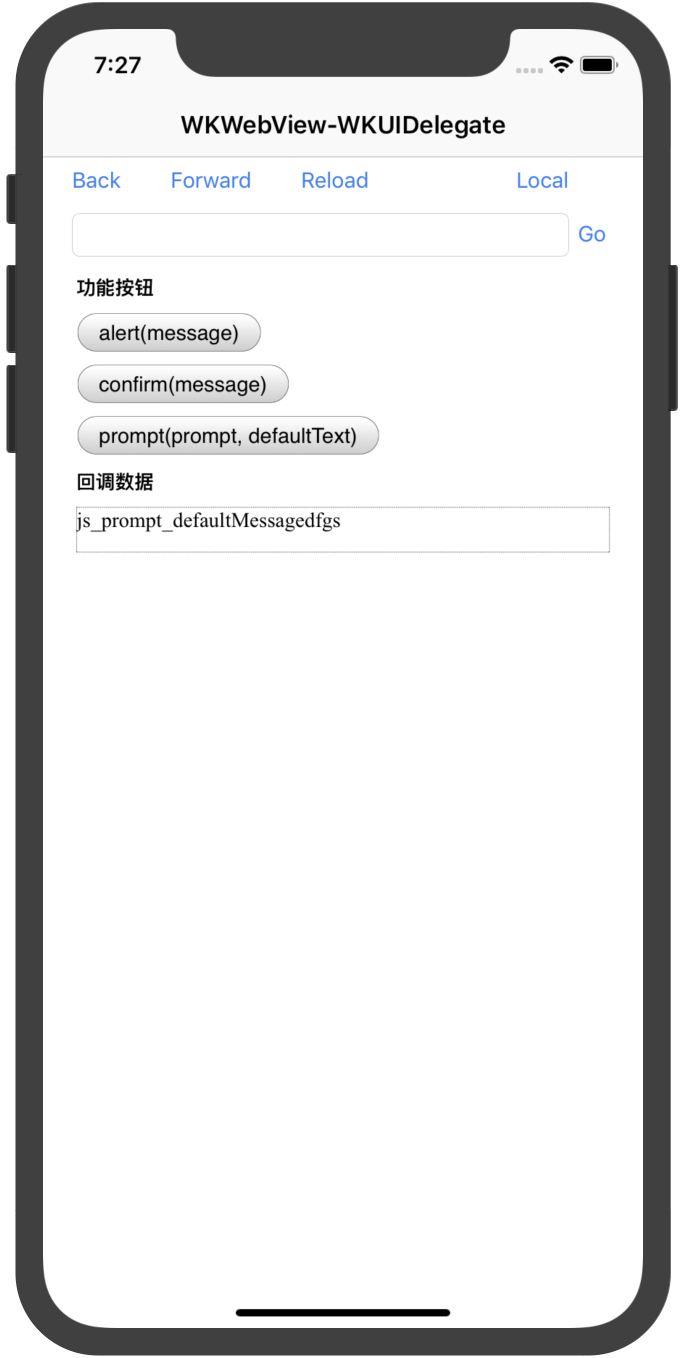 7:27
WKWebView-WKUIDelegate
Back Forward Reload Local
Go
功能按钮
alert(message)
confirm(message)
prompt(prompt, defaultText)
回调数据
js_prompt_defaultMessagedfgs